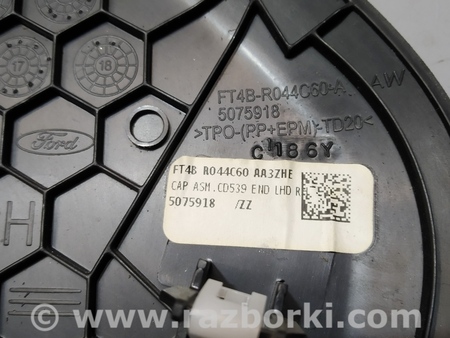 17
18
Ford
H
FT4B-R044C60-A
5075918
>TPO-(PP+EPM)-TD20<
4W
C 186Y
FT4B R044C60 AA3ZHE
CAP ASM.CD539 END LHD R
5075918 /ZZ
www.razborki.com